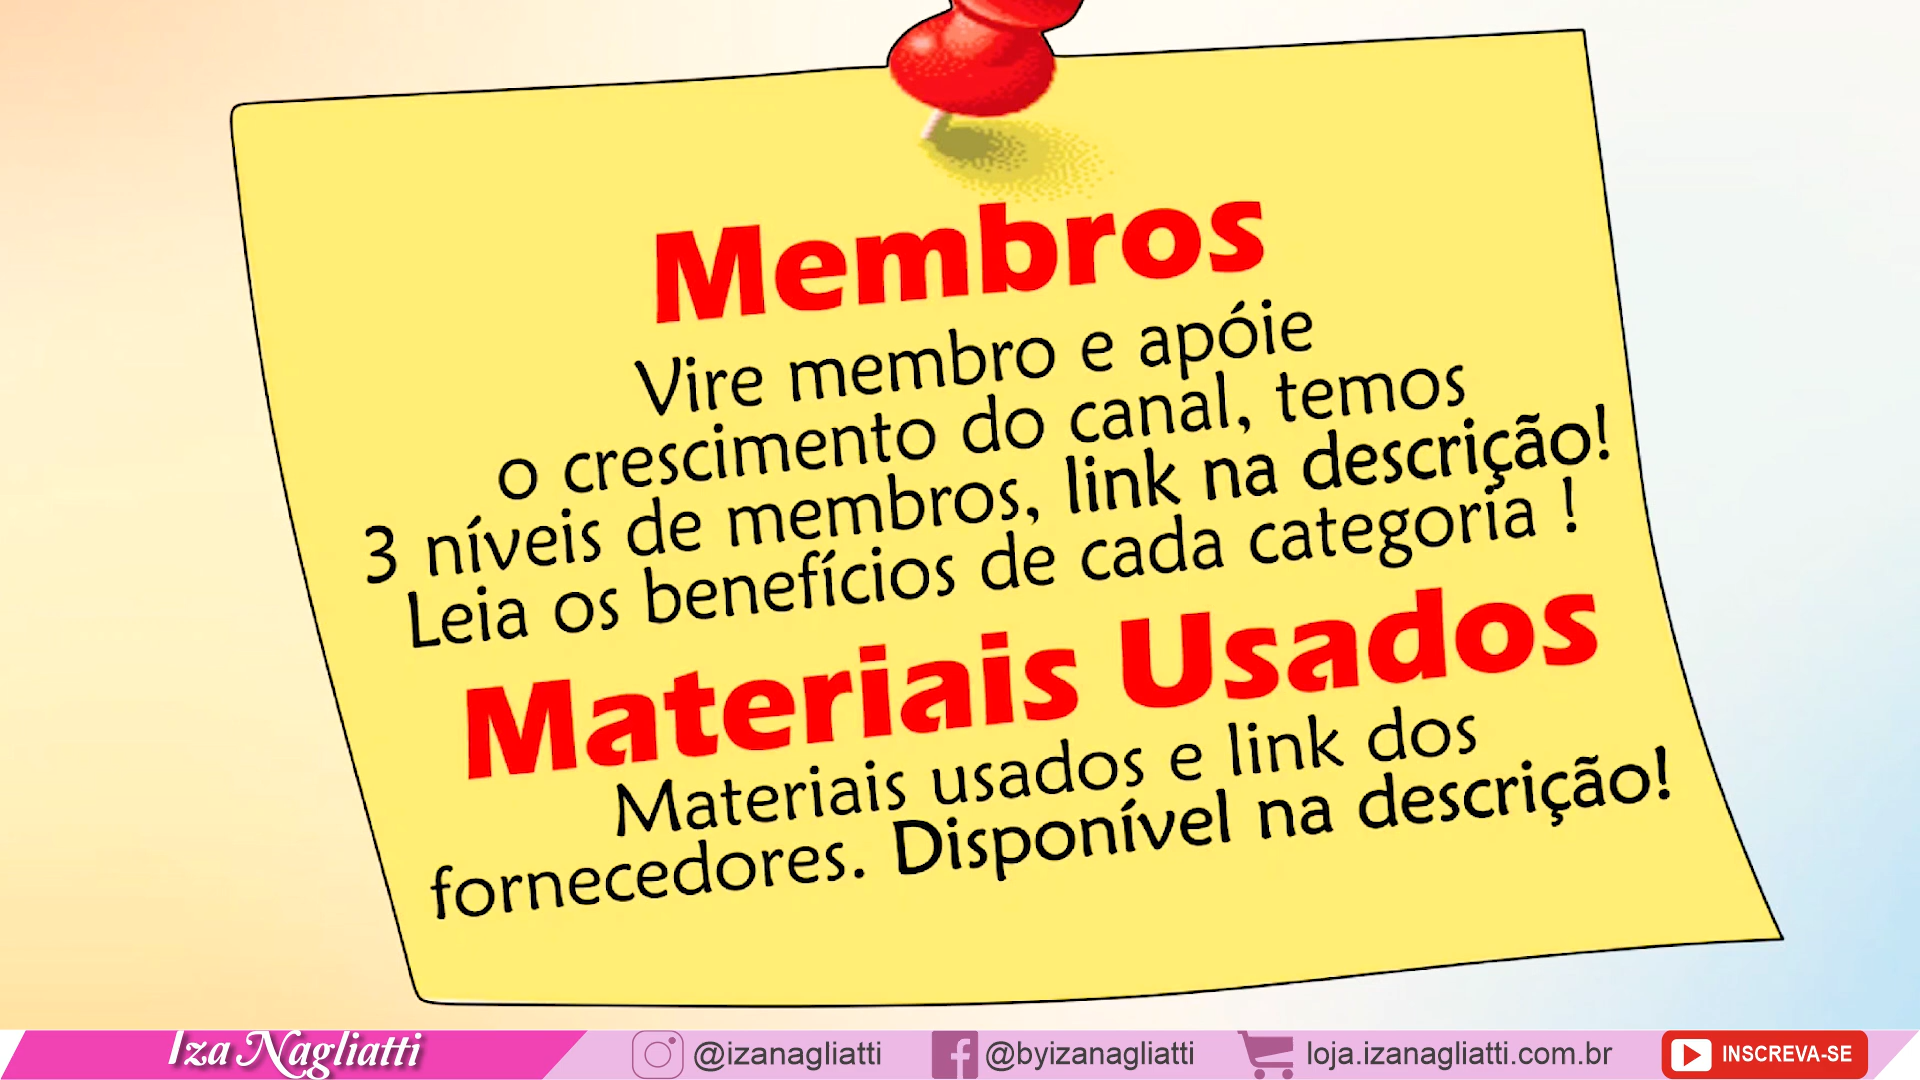 Membros
Vire membro e apóie
o crescimento do canal, temos
3 níveis de membros, link na descrição!
Leia os benefícios de cada categoria !
Materiais Usados
Materiais usados e link dos
fornecedores. Disponível na descrição!
Iza Nagliatti
@izanagliatti
@byizanagliatti
loja.izanagliatti.com.br
INSCREVA-SE